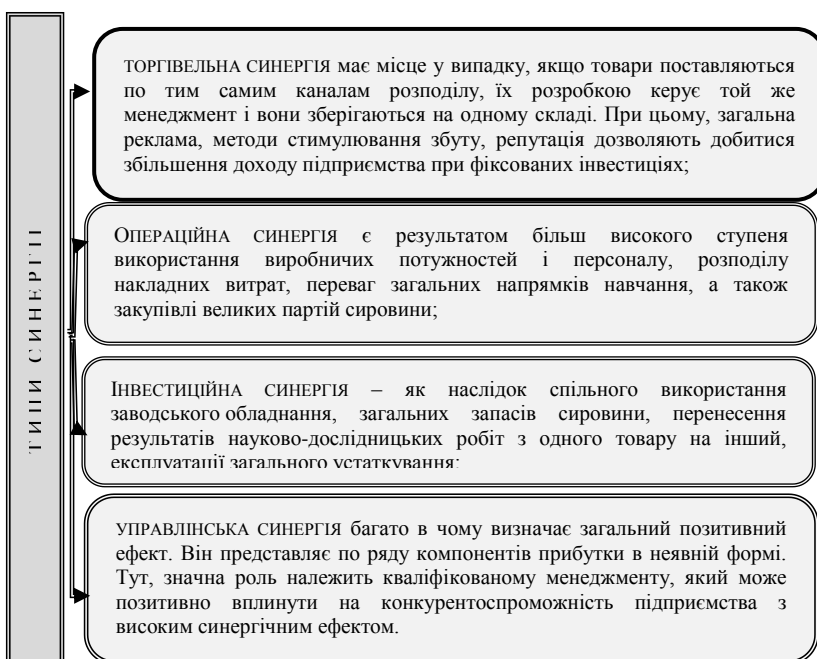 ТИПИ СИНЕРГІЇ
ТОРГІВЕЛЬНА СИНЕРГІЯ має місце у випадку, якщо товари поставляються
по тим самим каналам розподілу, їх розробкою керує той же
менеджмент і вони зберігаються на одному складі. При цьому, загальна
реклама, методи стимулювання збуту, репутація дозволяють добитися
збільшення доходу підприємства при фіксованих інвестиціях;
ОПЕРАЦІЙНА СИНЕРГІЯ є результатом більш високого ступеня
використання виробничих потужностей і персоналу, розподілу
накладних витрат, переваг загальних напрямків навчання, а також
закупівлі великих партій сировини;
ІНВЕСТИЦІЙНА СИНЕРГІЯ – як наслідок спільного використання
заводського обладнання, загальних запасів сировини, перенесення
результатів науково-дослідницьких робіт з одного товару на інший,
експлуатації загального устаткування;
УПРАВЛІНСЬКА СИНЕРГІЯ багато в чому визначає загальний позитивний
ефект. Він представляє по ряду компонентів прибутки в неявній формі.
Тут, значна роль належить кваліфікованому менеджменту, який може
позитивно вплинути на конкурентоспроможність підприємства з
високим синергічним ефектом.